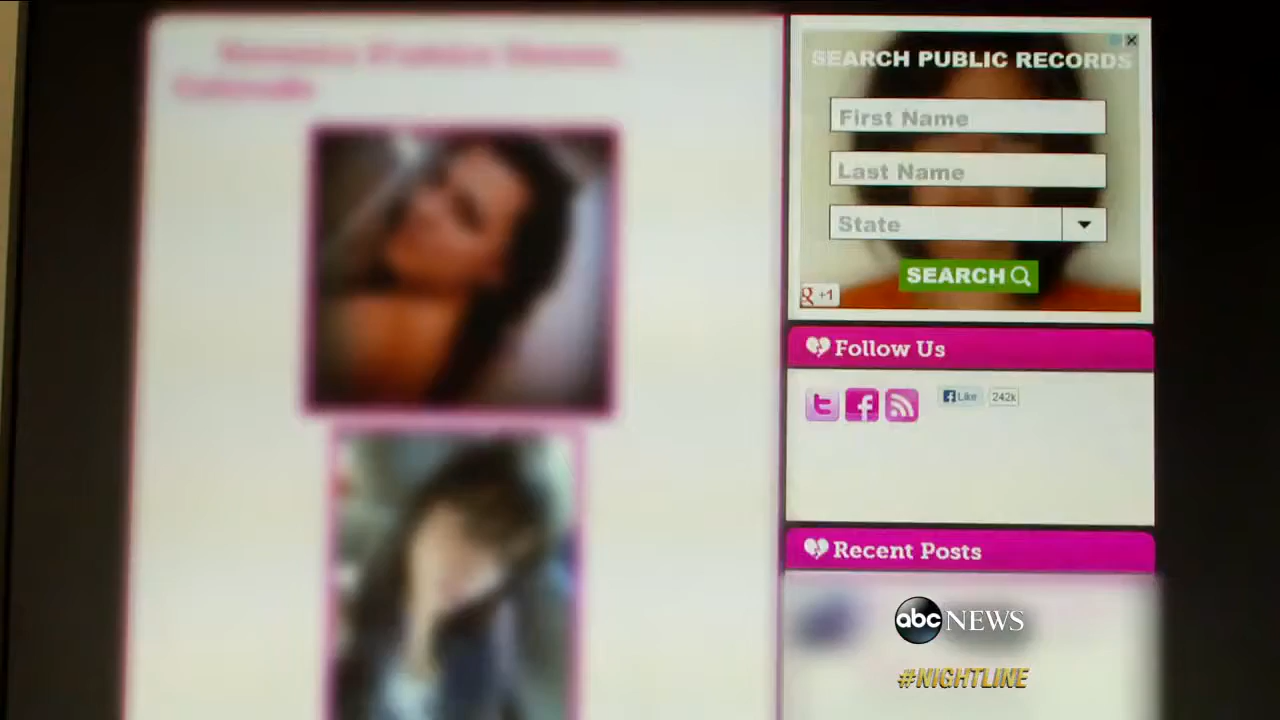 SEARCH PUBLIC RECORDS
First Name
Last Name
State
SEARCH
g +1
Follow Us
t f
f Like 242k
Recent Posts
abc NEWS
#NIGHTLINE